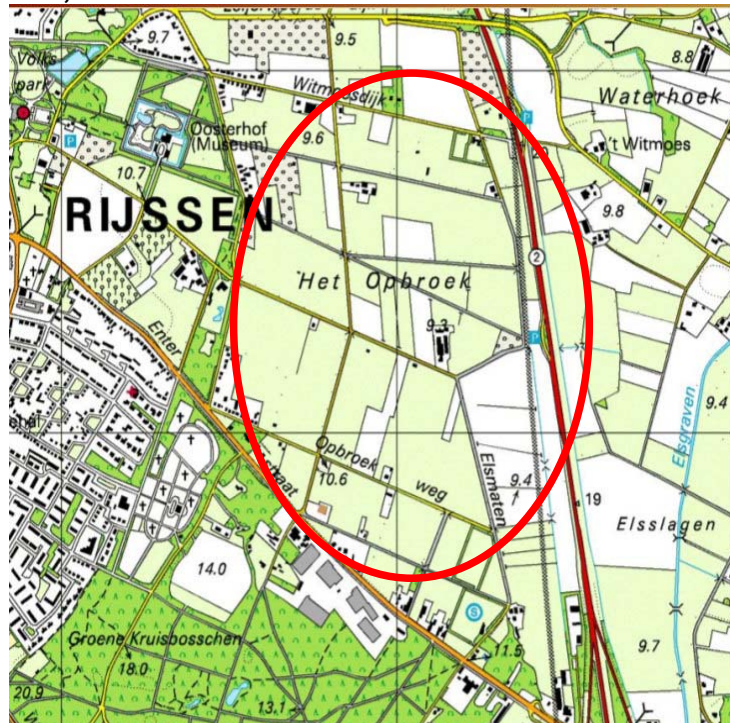 9.7
9.5
8.8
Volks
park
Witmoesdijk
Waterhoek
P
P
Oosterhof
(Museum)
9.6
't Witmoes
10.7
RIJSSEN
9.8
2
Het Opbroek
9.3
P
Enter
9.4
Elsgraven
straat
Opbroek
weg
10.6
Elsmaten
9.4
19
Elsslagen
14.0
S
Groene Kruisbosschen
11.5
9.7
18.0
20.9
13.1